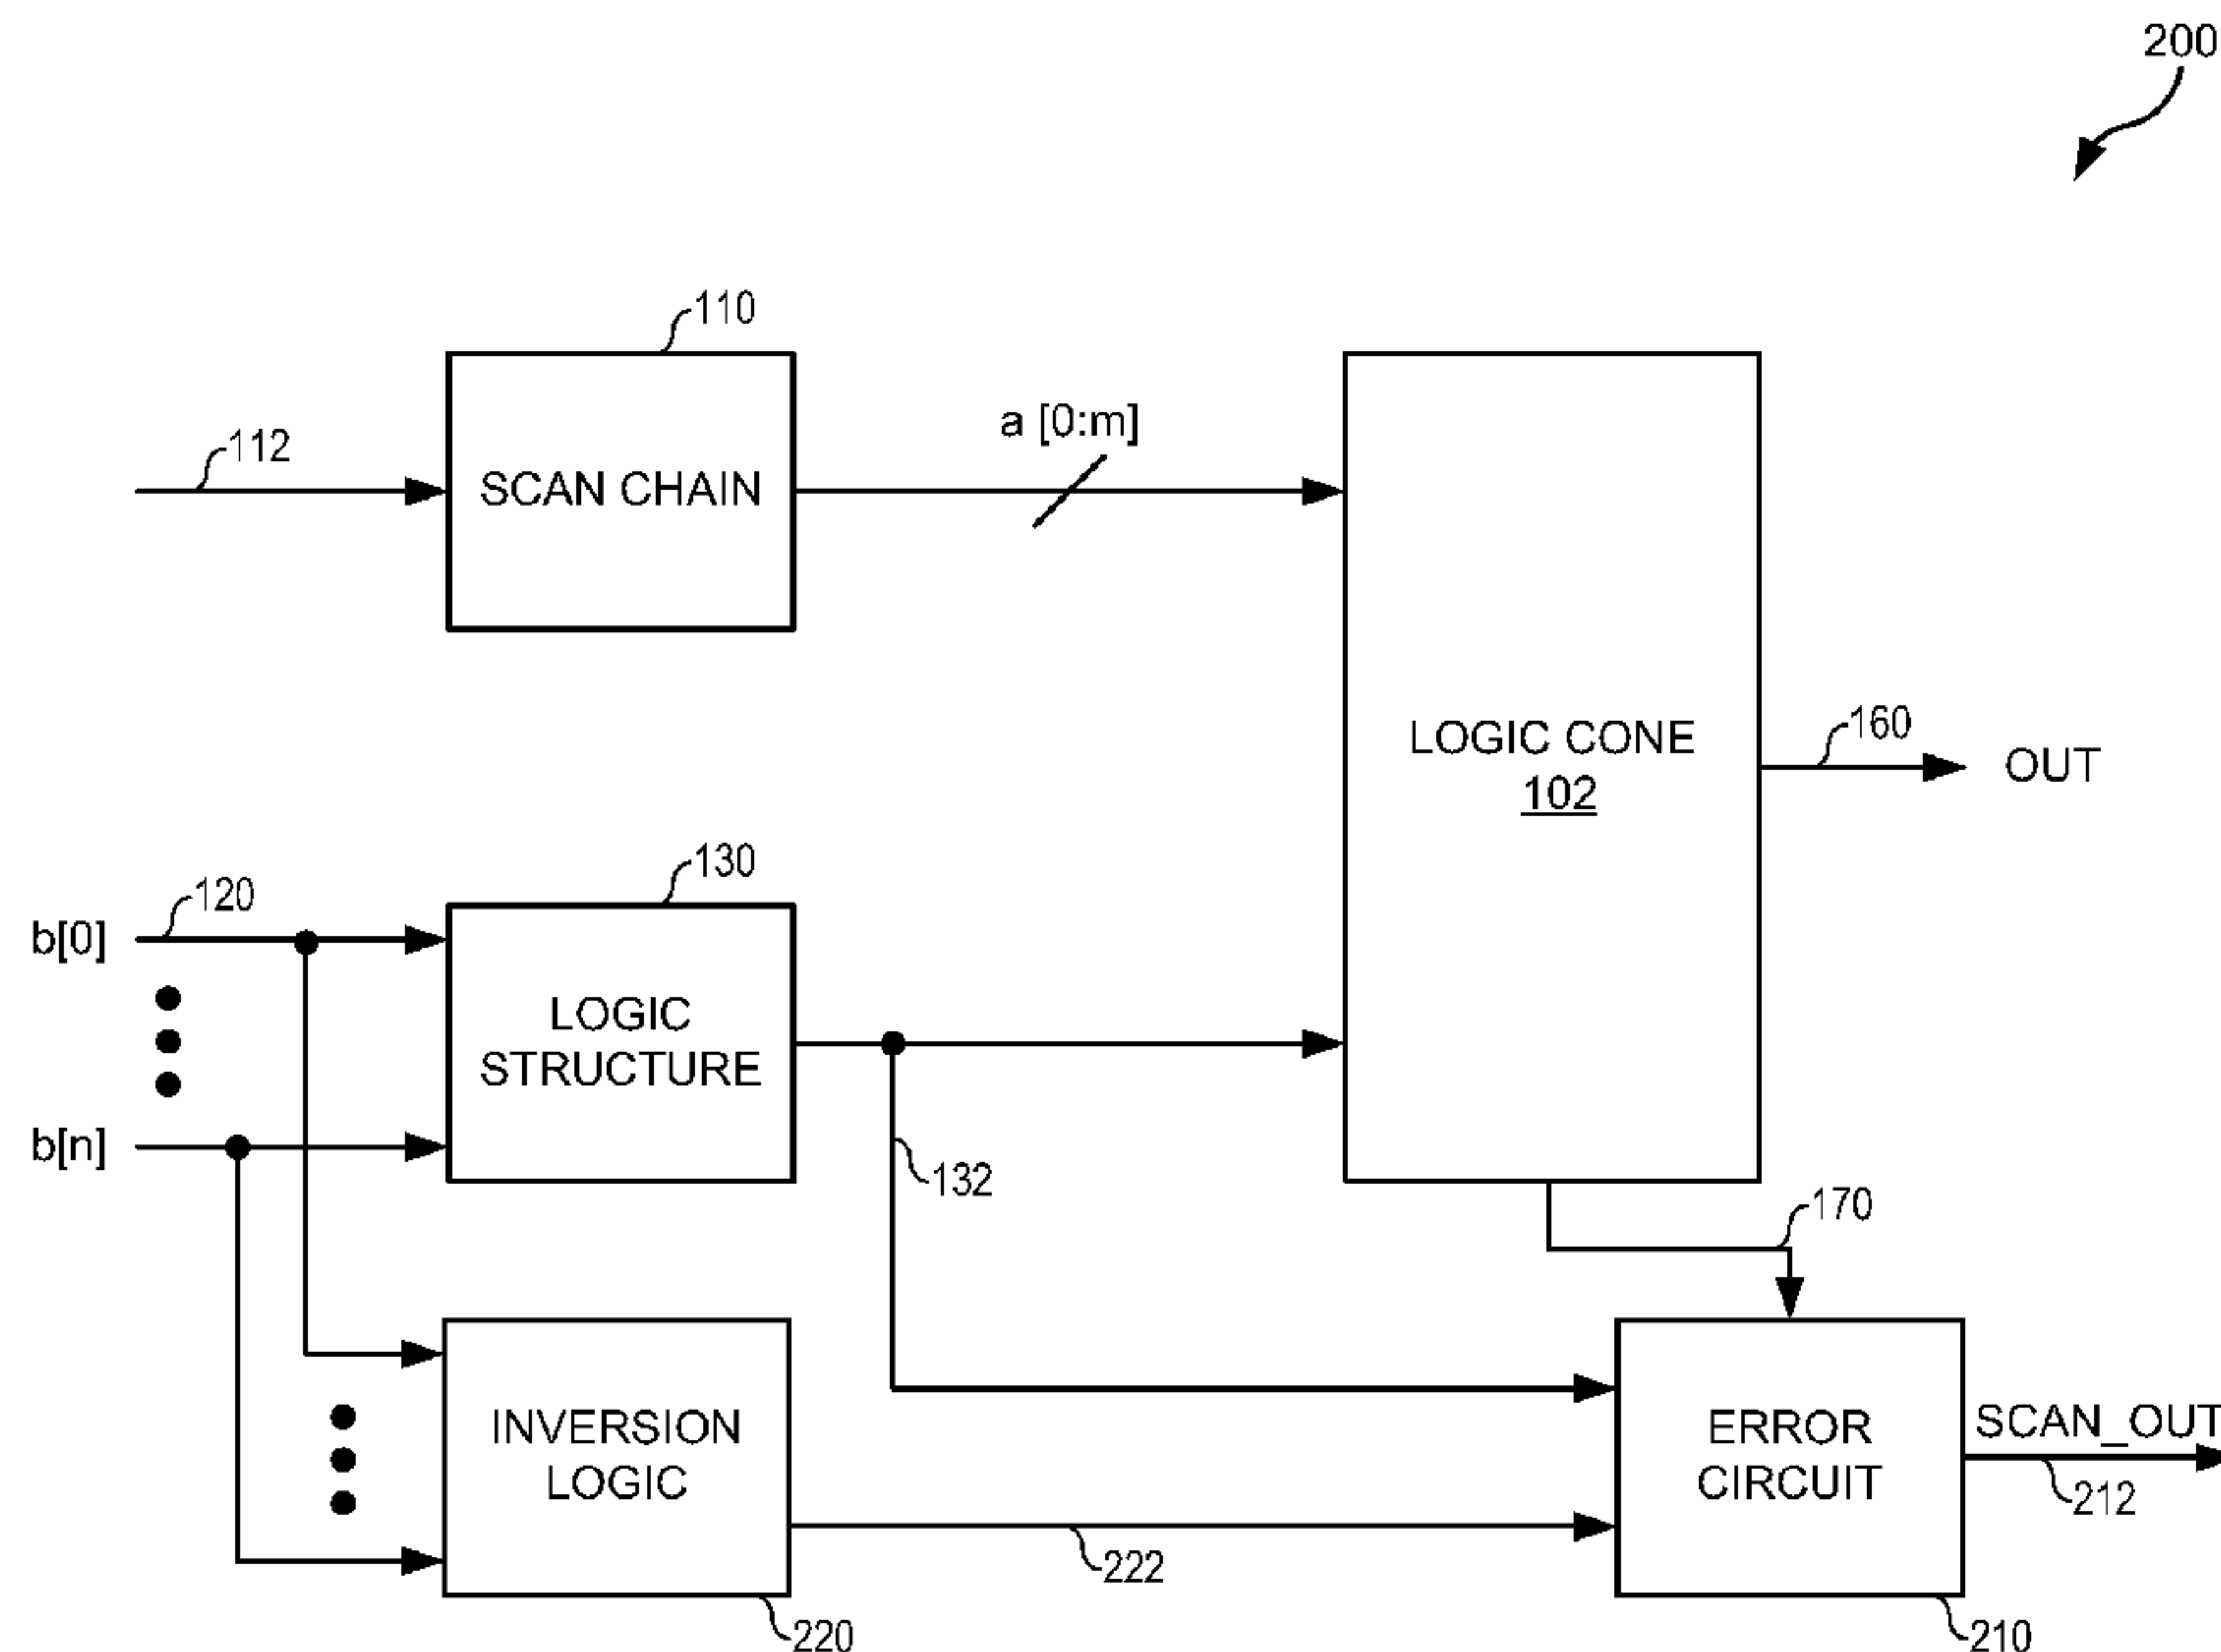 200
110
112
SCAN CHAIN
a [0:m]
LOGIC CONE
102
160
OUT
130
120
b[0]
LOGIC
STRUCTURE
b[n]
132
170
INVERSION
LOGIC
ERROR
CIRCUIT
SCAN_OUT
212
222
220
210